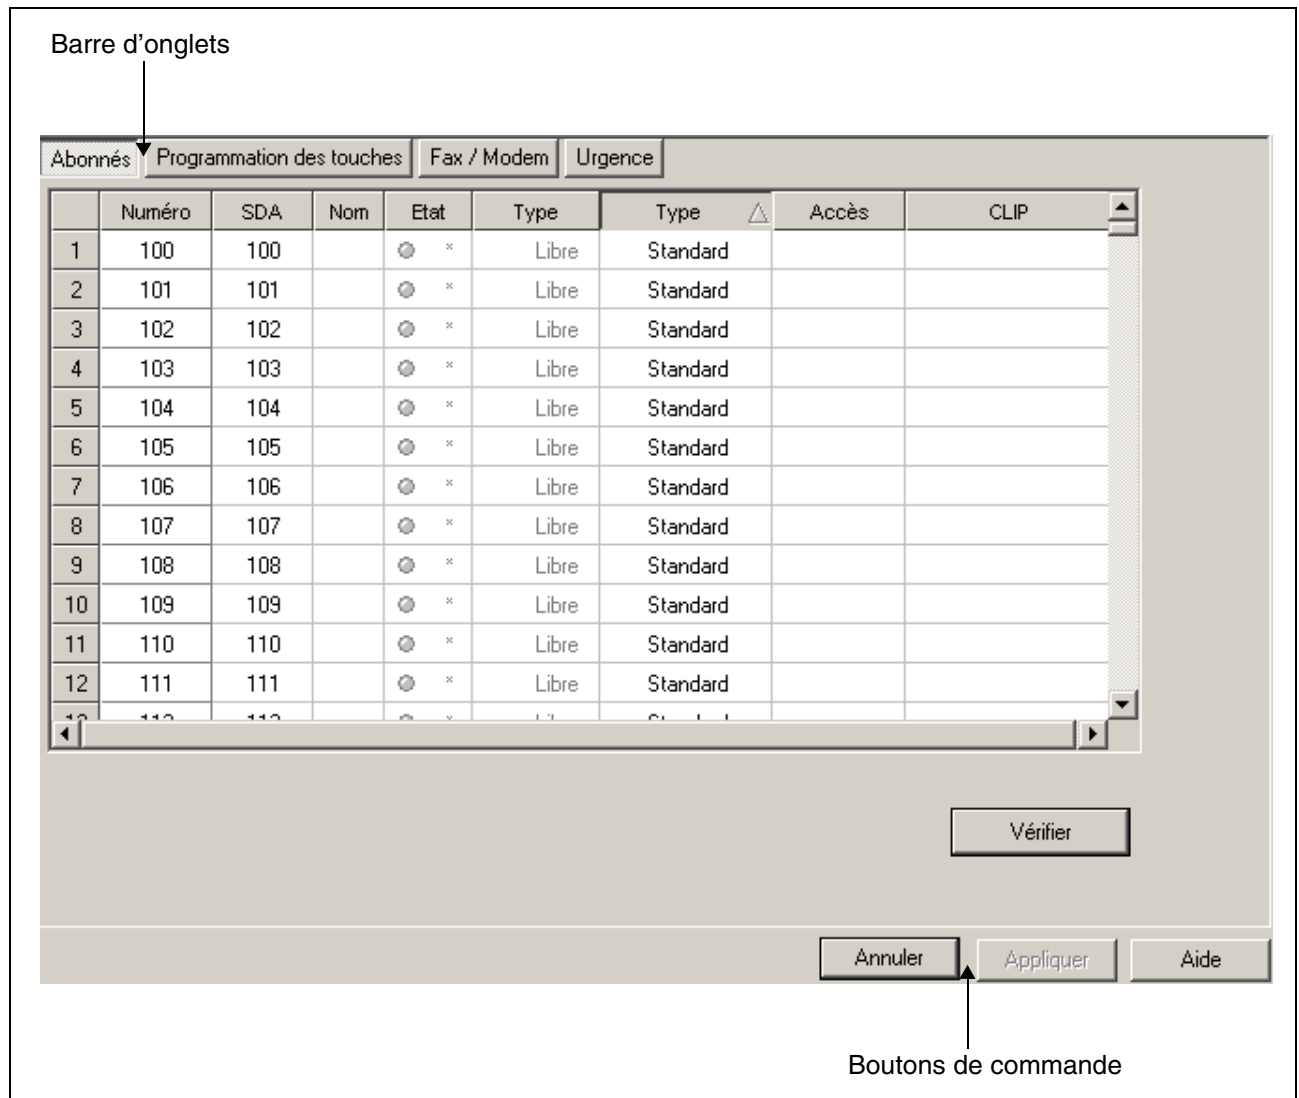 Barre d'onglets
Abonnés Programmation des touches Fax / Modem Urgence
Numéro SDA Nom Etat Type Type Accès CLIP
1 100 100 * Libre Standard
2 101 101 * Libre Standard
3 102 102 * Libre Standard
4 103 103 * Libre Standard
5 104 104 * Libre Standard
6 105 105 * Libre Standard
7 106 106 * Libre Standard
8 107 107 * Libre Standard
9 108 108 * Libre Standard
10 109 109 * Libre Standard
11 110 110 * Libre Standard
12 111 111 * Libre Standard
Vérifier
Annuler Appliquer Aide
Boutons de commande